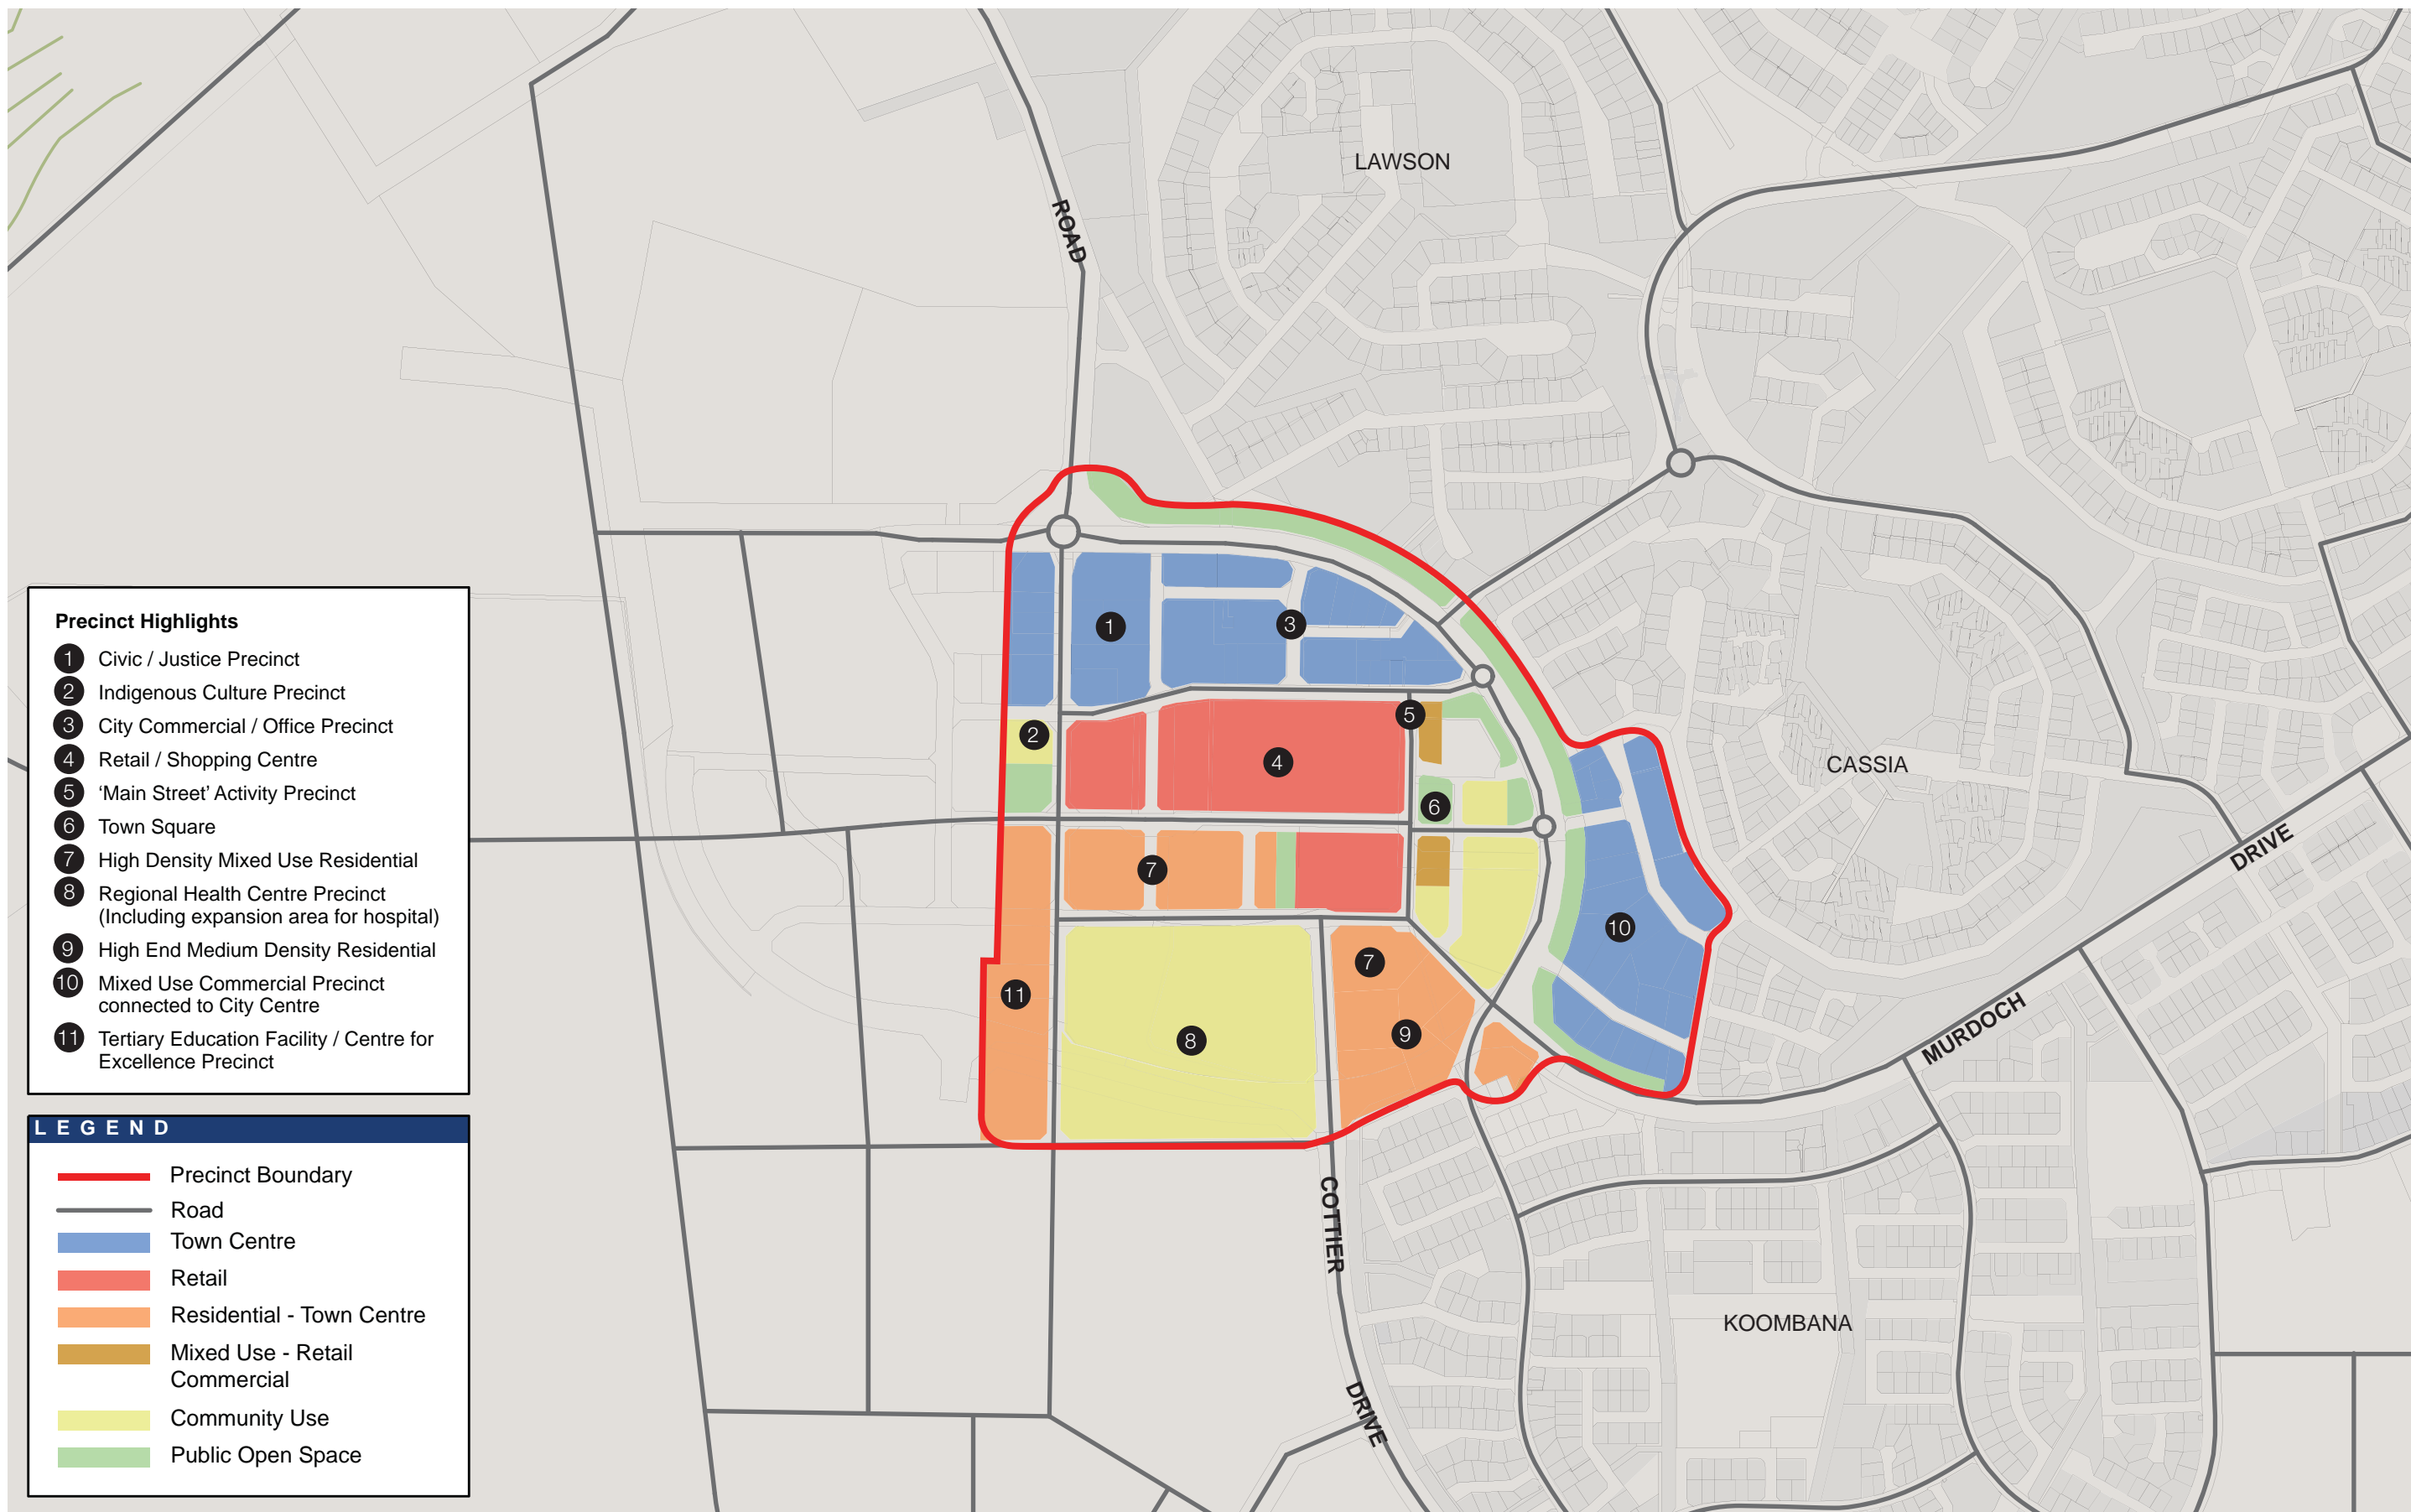 LAWSON
ROAD
CASSIA
DRIVE
MURDOCH
COTTIER
DRIVE
KOOMBANA
1
3
2
5
4
6
7
10
7
11
9
8
Precinct Highlights
1 Civic / Justice Precinct
2 Indigenous Culture Precinct
3 City Commercial / Office Precinct
4 Retail / Shopping Centre
5 ‘Main Street’ Activity Precinct
6 Town Square
7 High Density Mixed Use Residential
8 Regional Health Centre Precinct
(Including expansion area for hospital)
9 High End Medium Density Residential
10 Mixed Use Commercial Precinct
connected to City Centre
11 Tertiary Education Facility / Centre for
Excellence Precinct
LEGEND
Precinct Boundary
Road
Town Centre
Retail
Residential - Town Centre
Mixed Use - Retail
Commercial
Community Use
Public Open Space